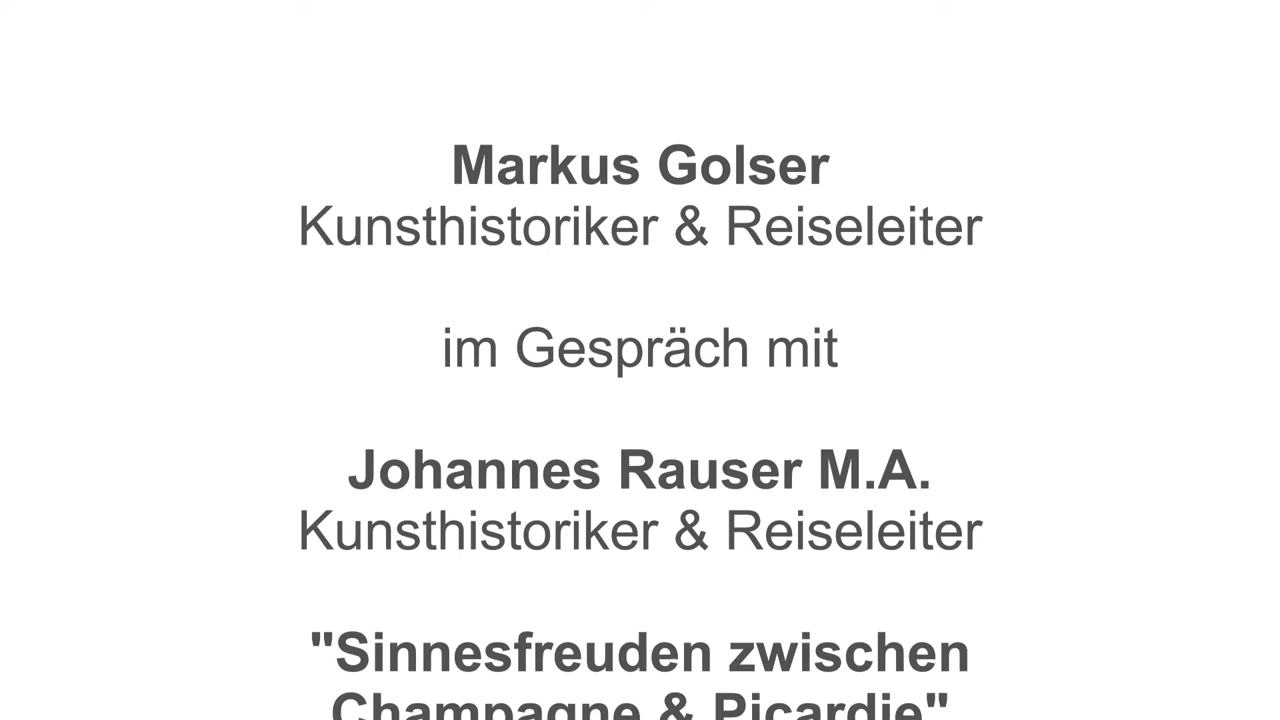 Markus Golser
Kunsthistoriker & Reiseleiter
im Gespräch mit
Johannes Rauser M.A.
Kunsthistoriker & Reiseleiter
"Sinnesfreuden zwischen
Champagne & Picardie"